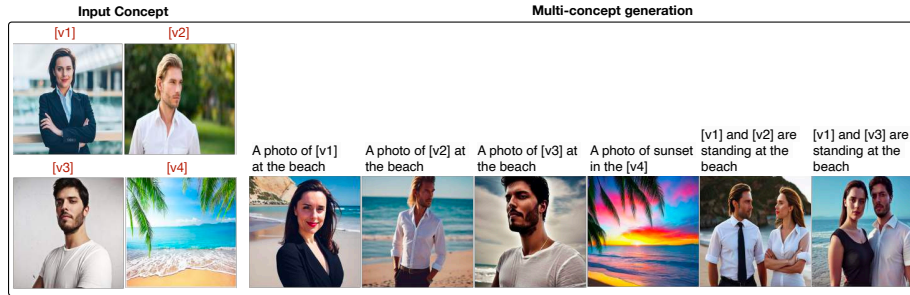 Input Concept
Multi-concept generation
[v1]
[v2]
[v3]
[v4]
A photo of [v1]
at the beach
A photo of [v2] at
the beach
A photo of [v3] at
the beach
A photo of sunset
in the [v4]
[v1] and [v2] are
standing at the
beach
[v1] and [v3] are
standing at the
beach